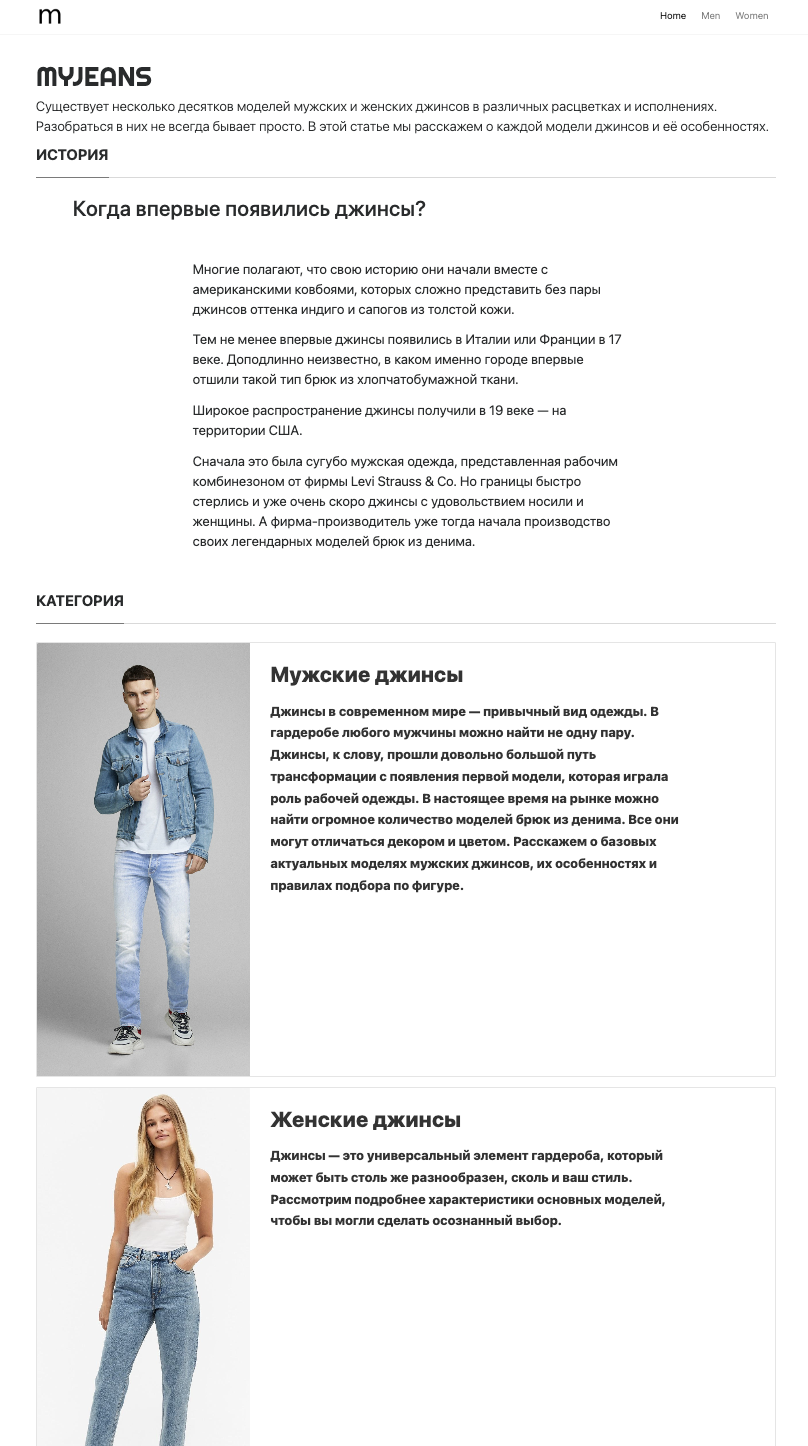 m
Home Men Women
MYJEANS
Существует несколько десятков моделей мужских и женских джинсов в различных расцветках и исполнениях.
Разобраться в них не всегда бывает просто. В этой статье мы расскажем о каждой модели джинсов и её особенностях.
ИСТОРИЯ
Когда впервые появились джинсы?
Многие полагают, что свою историю они начали вместе с
американскими ковбоями, которых сложно представить без пары
джинсов оттенка индиго и сапогов из толстой кожи.
Тем не менее впервые джинсы появились в Италии или Франции в 17
веке. Доподлинно неизвестно, в каком именно городе впервые
отшили такой тип брюк из хлопчатобумажной ткани.
Широкое распространение джинсы получили в 19 веке — на
территории США.
Сначала это была сугубо мужская одежда, представленная рабочим
комбинезоном от фирмы Levi Strauss & Co. Но границы быстро
стерлись и уже очень скоро джинсы с удовольствием носили и
женщины. А фирма-производитель уже тогда начала производство
своих легендарных моделей брюк из денима.
КАТЕГОРИЯ
Мужские джинсы
Джинсы в современном мире — привычный вид одежды. В
гардеробе любого мужчины можно найти не одну пару.
Джинсы, к слову, прошли довольно большой путь
трансформации с появления первой модели, которая играла
роль рабочей одежды. В настоящее время на рынке можно
найти огромное количество моделей брюк из денима. Все они
могут отличаться декором и цветом. Расскажем о базовых
актуальных моделях мужских джинсов, их особенностях и
правилах подбора по фигуре.
Женские джинсы
Джинсы — это универсальный элемент гардероба, который
может быть столь же разнообразен, сколь и ваш стиль.
Рассмотрим подробнее характеристики основных моделей,
чтобы вы могли сделать осознанный выбор.